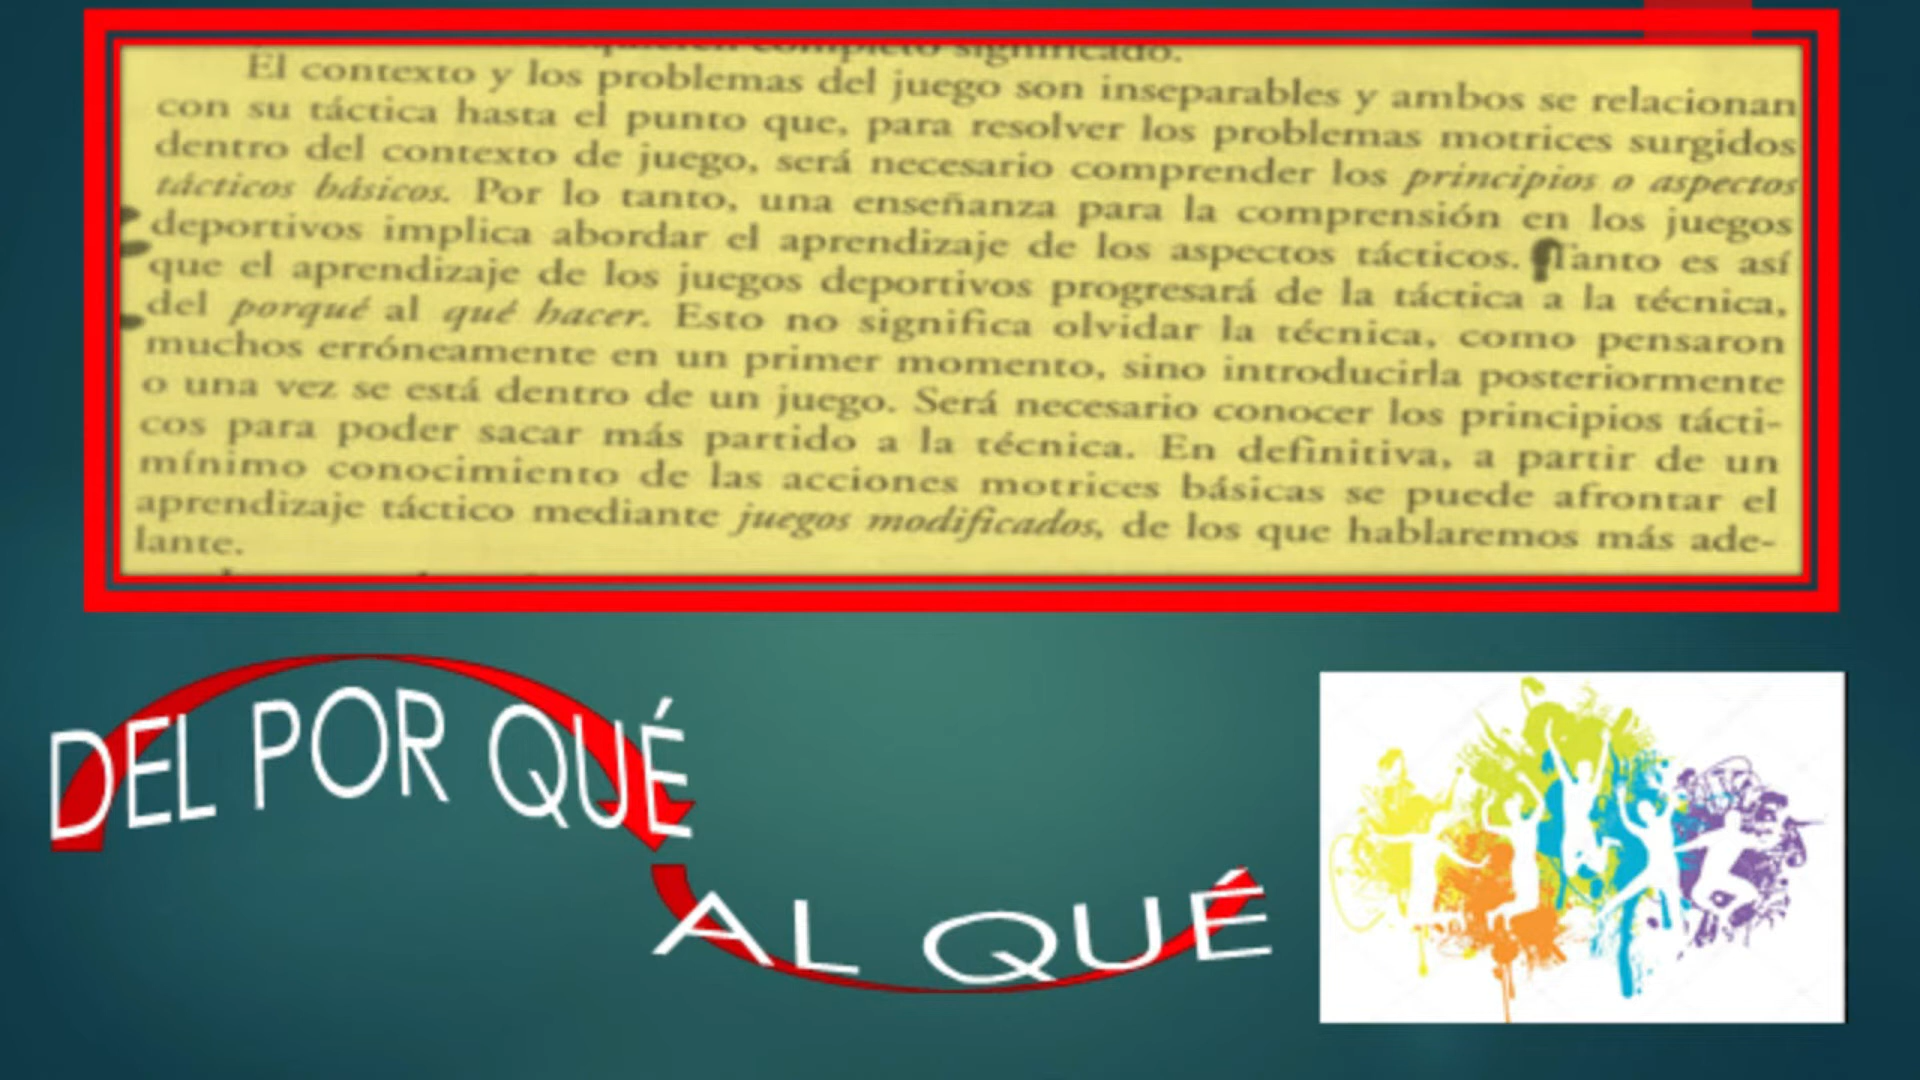 completo significado.
El contexto y los problemas del juego son inseparables y ambos se relacionan
con su táctica hasta el punto que, para resolver los problemas motrices surgidos
dentro del contexto de juego, será necesario comprender los principios o aspectos
tácticos básicos. Por lo tanto, una enseñanza para la comprensión en los juegos
deportivos implica abordar el aprendizaje de los aspectos tácticos. Tanto es así
que el aprendizaje de los juegos deportivos progresará de la táctica a la técnica,
del porqué al qué hacer. Esto no significa olvidar la técnica, como pensaron
muchos erróneamente en un primer momento, sino introducirla posteriormente
o una vez se está dentro de un juego. Será necesario conocer los principios tácti-
cos para poder sacar más partido a la técnica. En definitiva, a partir de un
mínimo conocimiento de las acciones motrices básicas se puede afrontar el
aprendizaje táctico mediante juegos modificados, de los que hablaremos más ade-
lante.
DEL POR QUÉ
AL QUÉ